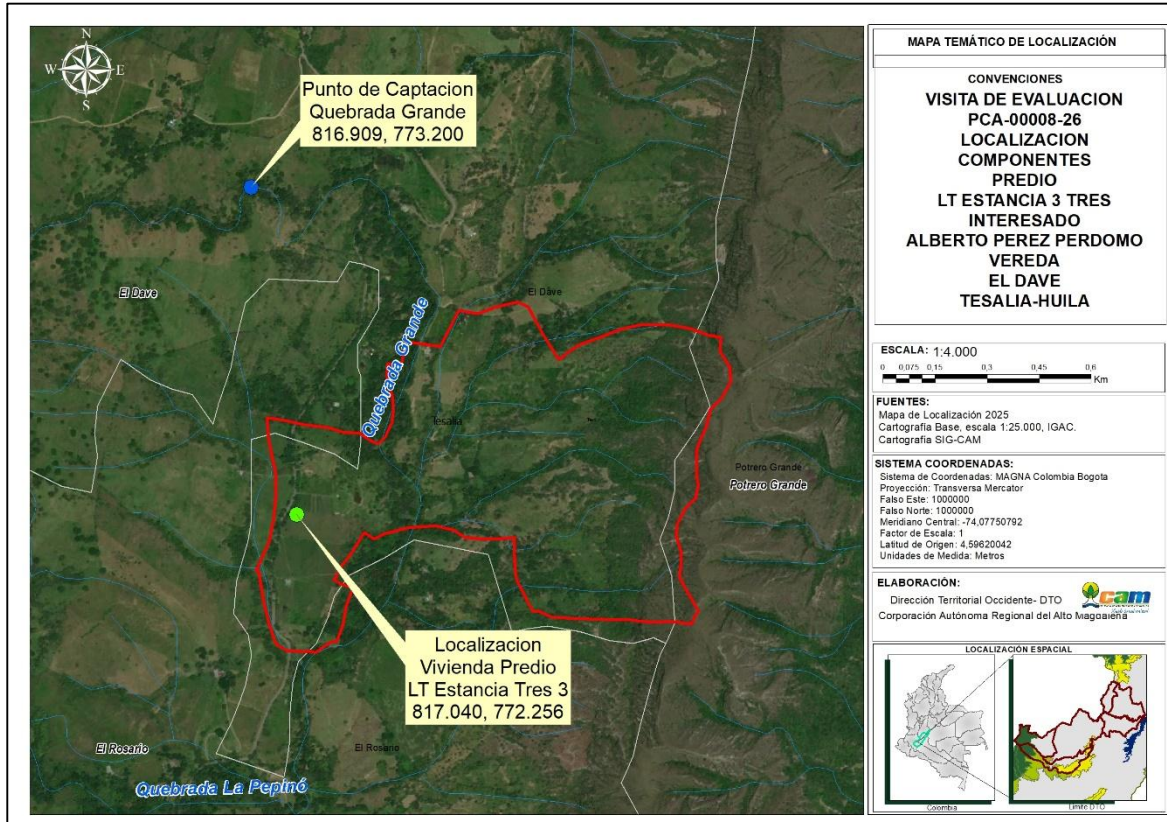 N
W
E
S
Punto de Captacion
Quebrada Grande
816.909, 773.200
El Dave
El Dave
Quebrada Grande
Tesalia
Potrero Grande
Potrero Grande
Localizacion
Vivienda Predio
LT Estancia Tres 3
817.040, 772.256
El Rosario
El Rosario
Quebrada La Pepinó
MAPA TEMÁTICO DE LOCALIZACIÓN
CONVENCIONES
VISITA DE EVALUACION
PCA-00008-26
LOCALIZACION
COMPONENTES
PREDIO
LT ESTANCIA 3 TRES
INTERESADO
ALBERTO PEREZ PERDOMO
VEREDA
EL DAVE
TESALIA-HUILA
ESCALA: 1:4.000
0 0,075 0,15 0,3 0,45 0,6
Km
FUENTES:
Mapa de Localización 2025
Cartografía Base, escala 1:25.000, IGAC.
Cartografía SIG-CAM
SISTEMA COORDENADAS:
Sistema de Coordenadas: MAGNA Colombia Bogota
Proyección: Transversa Mercator
Falso Este: 1000000
Falso Norte: 1000000
Meridiano Central: -74,07750792
Factor de Escala: 1
Latitud de Origen: 4,59620042
Unidades de Medida: Metros
ELABORACIÓN:
Dirección Territorial Occidente- DTO
cam
Corporación Autónoma Regional del Alto Magdalena
LOCALIZACIÓN ESPACIAL
Colombia
Limite DTO